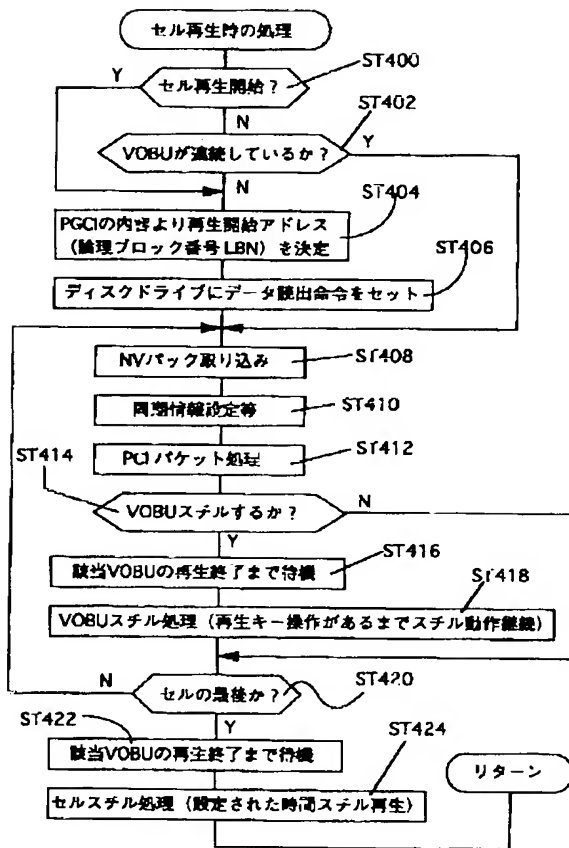 セル再生時の処理
ST400
Y
セル再生開始?
N
ST402
VOBUが連続しているか?
Y
N
ST404
PGCIの内容より再生開始アドレス
(論理ブロック番号LBN)を決定
ST406
ディスクドライブにデータ読出命令をセット
NVパック取り込み
ST408
同期情報設定等
ST410
PCIパケット処理
ST412
ST414
VOBUスチルするか?
N
Y
ST416
該当VOBUの再生終了まで待機
ST418
VOBUスチル処理(再生キー操作があるまでスチル動作継続)
N
セルの最後か?
ST420
Y
ST422
該当VOBUの再生終了まで待機
ST424
セルスチル処理(設定された時間スチル再生)
リターン